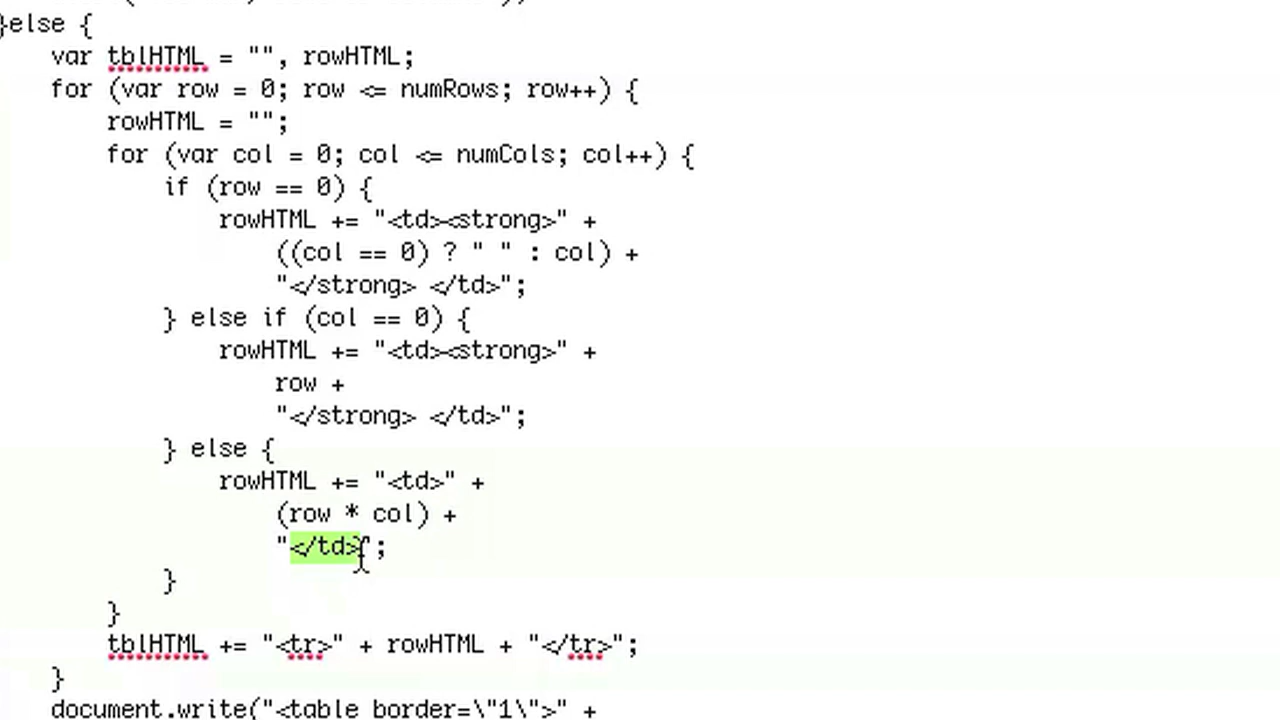 }else {
var tblHTML = "", rowHTML;
for (var row = 0; row <= numRows; row++) {
rowHTML = "";
for (var col = 0; col <= numCols; col++) {
if (row == 0) {
rowHTML += "<td><strong>" +
((col == 0) ? " " : col) +
"</strong> </td>";
} else if (col == 0) {
rowHTML += "<td><strong>" +
row +
"</strong> </td>";
} else {
rowHTML += "<td>" +
(row * col) +
"</td>";
}
}
tblHTML += "<tr>" + rowHTML + "</tr>";
}
document.write("<table border=\"1\">" +